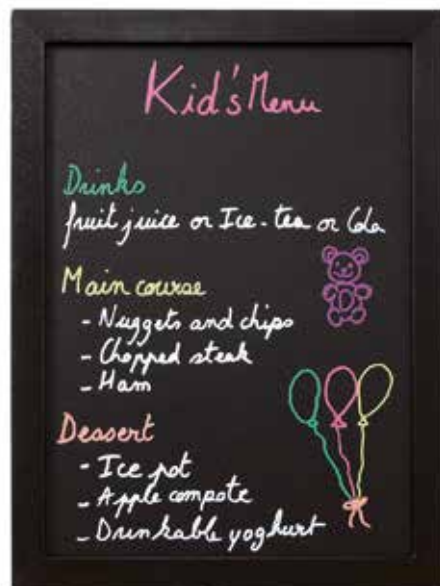 Kid's Menu
Drinks
fruit juice or Ice-tea or Cola
Main course
- Nuggets and chips
- Chopped steak
- Ham
Dessert
- Ice pot
- Apple compote
- Drinkable yoghurt